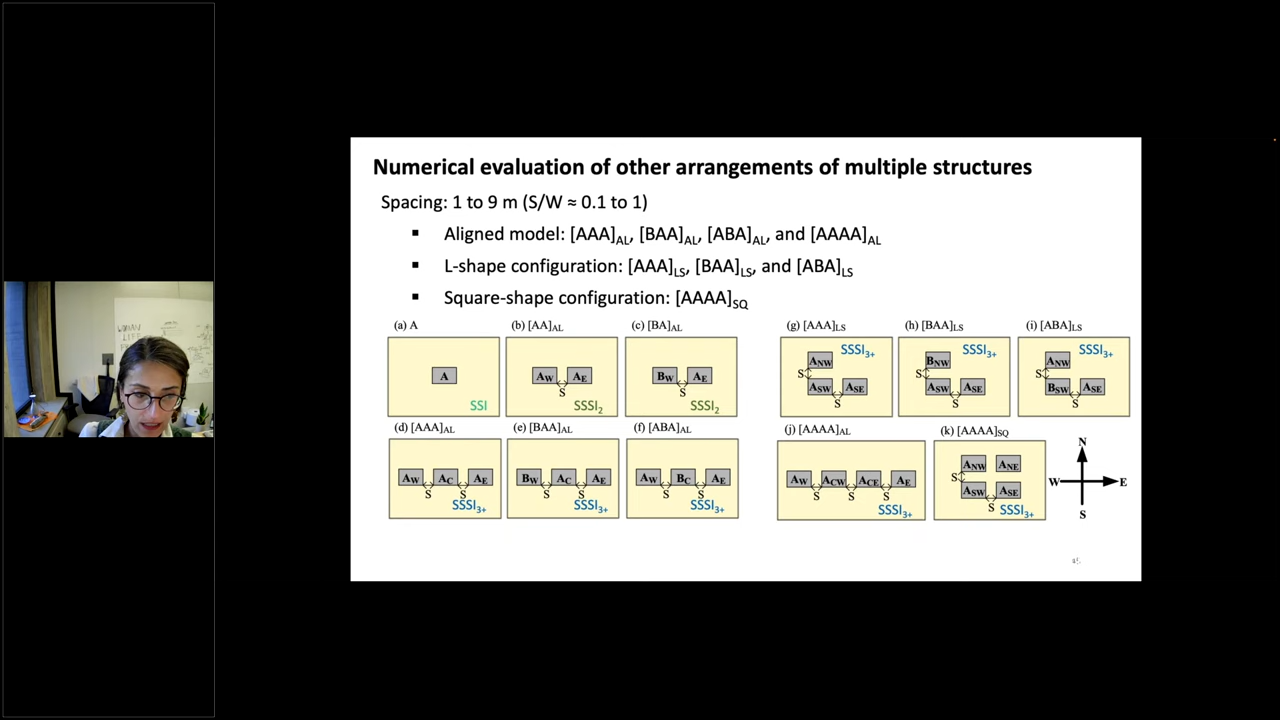 Numerical evaluation of other arrangements of multiple structures
Spacing: 1 to 9 m (S/W ≈ 0.1 to 1)
▪ Aligned model: [AAA]AL, [BAA]AL, [ABA]AL, and [AAAA]AL
▪ L-shape configuration: [AAA]LS, [BAA]LS, and [ABA]LS
▪ Square-shape configuration: [AAAA]SQ
(a) A
A
SSI
(b) [AA]AL
AW AE
S
SSSI2
(c) [BA]AL
BW AE
S
SSSI2
(d) [AAA]AL
AW AC AE
S S
SSSI3+
(e) [BAA]AL
BW AC AE
S S
SSSI3+
(f) [ABA]AL
AW BC AE
S S
SSSI3+
(g) [AAA]LS
SSSI3+
ANW
S
ASW ASE
S
(h) [BAA]LS
SSSI3+
BNW
S
ASW ASE
S
(i) [ABA]LS
SSSI3+
ANW
S
BSW ASE
S
(j) [AAAA]AL
AW ACW ACE AE
S S S
SSSI3+
(k) [AAAA]SQ
ANW ANE
S
ASW ASE
S
SSSI3+
N
W E
S
WOMAN
LIFE